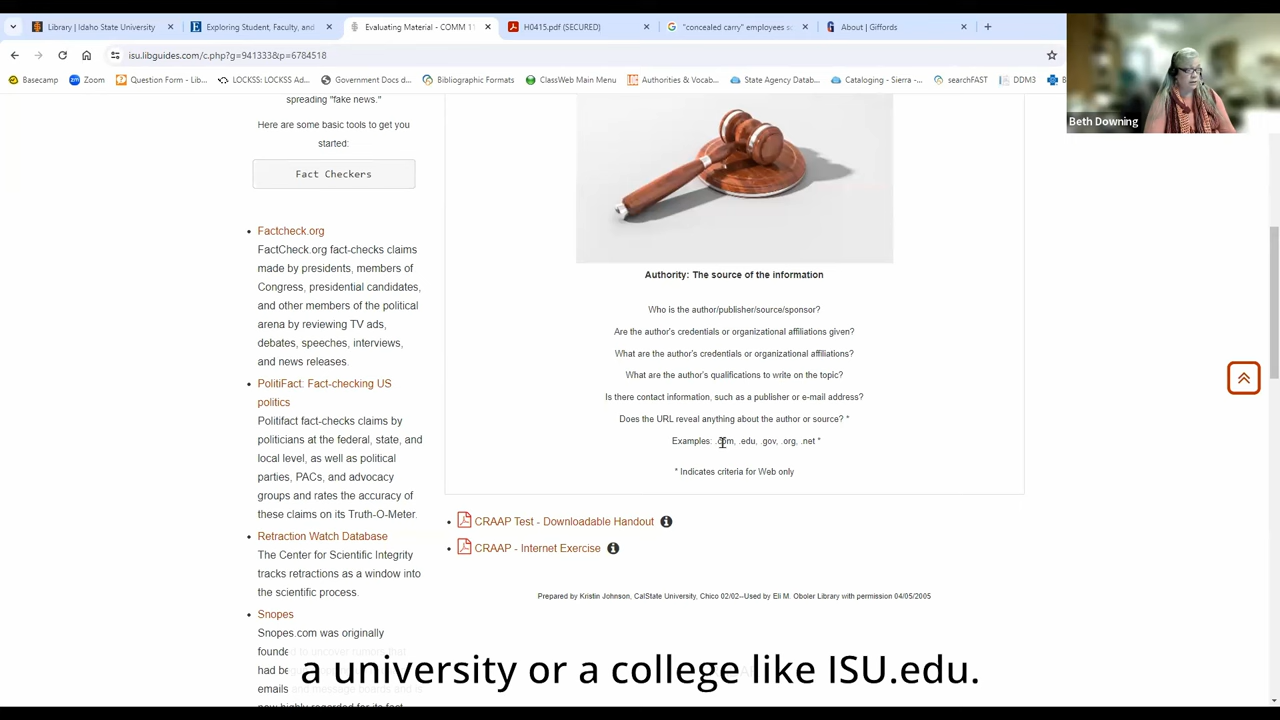 Library | Idaho State University
Exploring Student, Faculty, and
Evaluating Material - COMM 11
H0415.pdf (SECURED)
"concealed carry" employees s
About | Giffords
isu.libguides.com/c.php?g=941333&p=6784518
Basecamp
Zoom
Question Form - Lib...
LOCKSS: LOCKSS Ad...
Government Docs d...
Bibliographic Formats
ClassWeb Main Menu
Authorities & Vocab...
State Agency Datab...
Cataloging - Sierra -...
searchFAST
DDM3
Beth Downing
spreading "fake news."
Here are some basic tools to get you
started:
Fact Checkers
Factcheck.org
FactCheck.org fact-checks claims
made by presidents, members of
Congress, presidential candidates,
and other members of the political
arena by reviewing TV ads,
debates, speeches, interviews,
and news releases.
PolitiFact: Fact-checking US
politics
Politifact fact-checks claims by
politicians at the federal, state, and
local level, as well as political
parties, PACs, and advocacy
groups and rates the accuracy of
these claims on its Truth-O-Meter.
Retraction Watch Database
The Center for Scientific Integrity
tracks retractions as a window into
the scientific process.
Snopes
Snopes.com was originally
Authority: The source of the information
Who is the author/publisher/source/sponsor?
Are the author's credentials or organizational affiliations given?
What are the author's credentials or organizational affiliations?
What are the author's qualifications to write on the topic?
Is there contact information, such as a publisher or e-mail address?
Does the URL reveal anything about the author or source? *
Examples: .com, .edu, .gov, .org, .net *
* Indicates criteria for Web only
CRAAP Test - Downloadable Handout
CRAAP - Internet Exercise
Prepared by Kristin Johnson, CalState University, Chico 02/02--Used by Eli M. Oboler Library with permission 04/05/2005
a university or a college like ISU.edu.